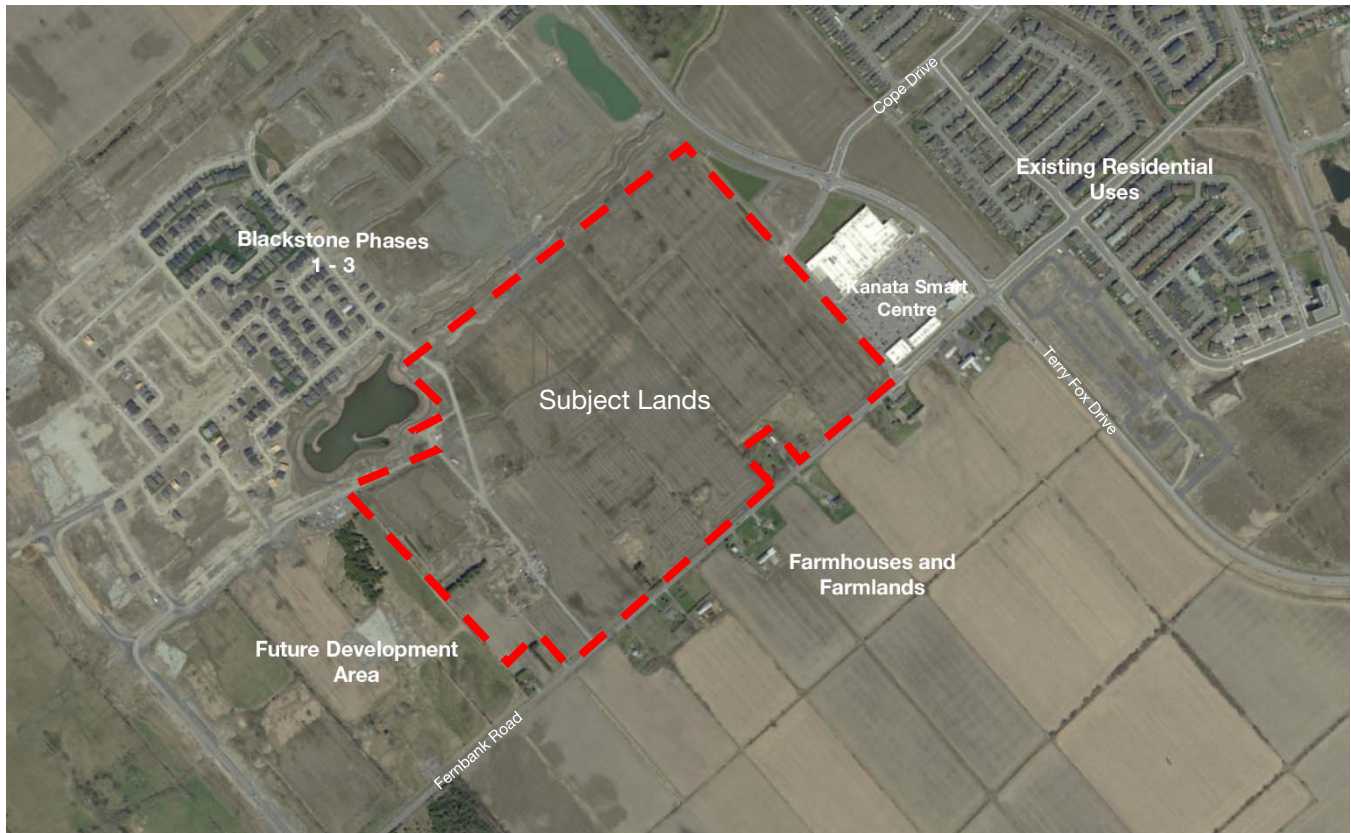 Cope Drive
Existing Residential
Uses
Blackstone Phases
1 - 3
Kanata Smart
Centre
Subject Lands
Terry Fox Drive
Farmhouses and
Farmlands
Future Development
Area
Fernbank Road